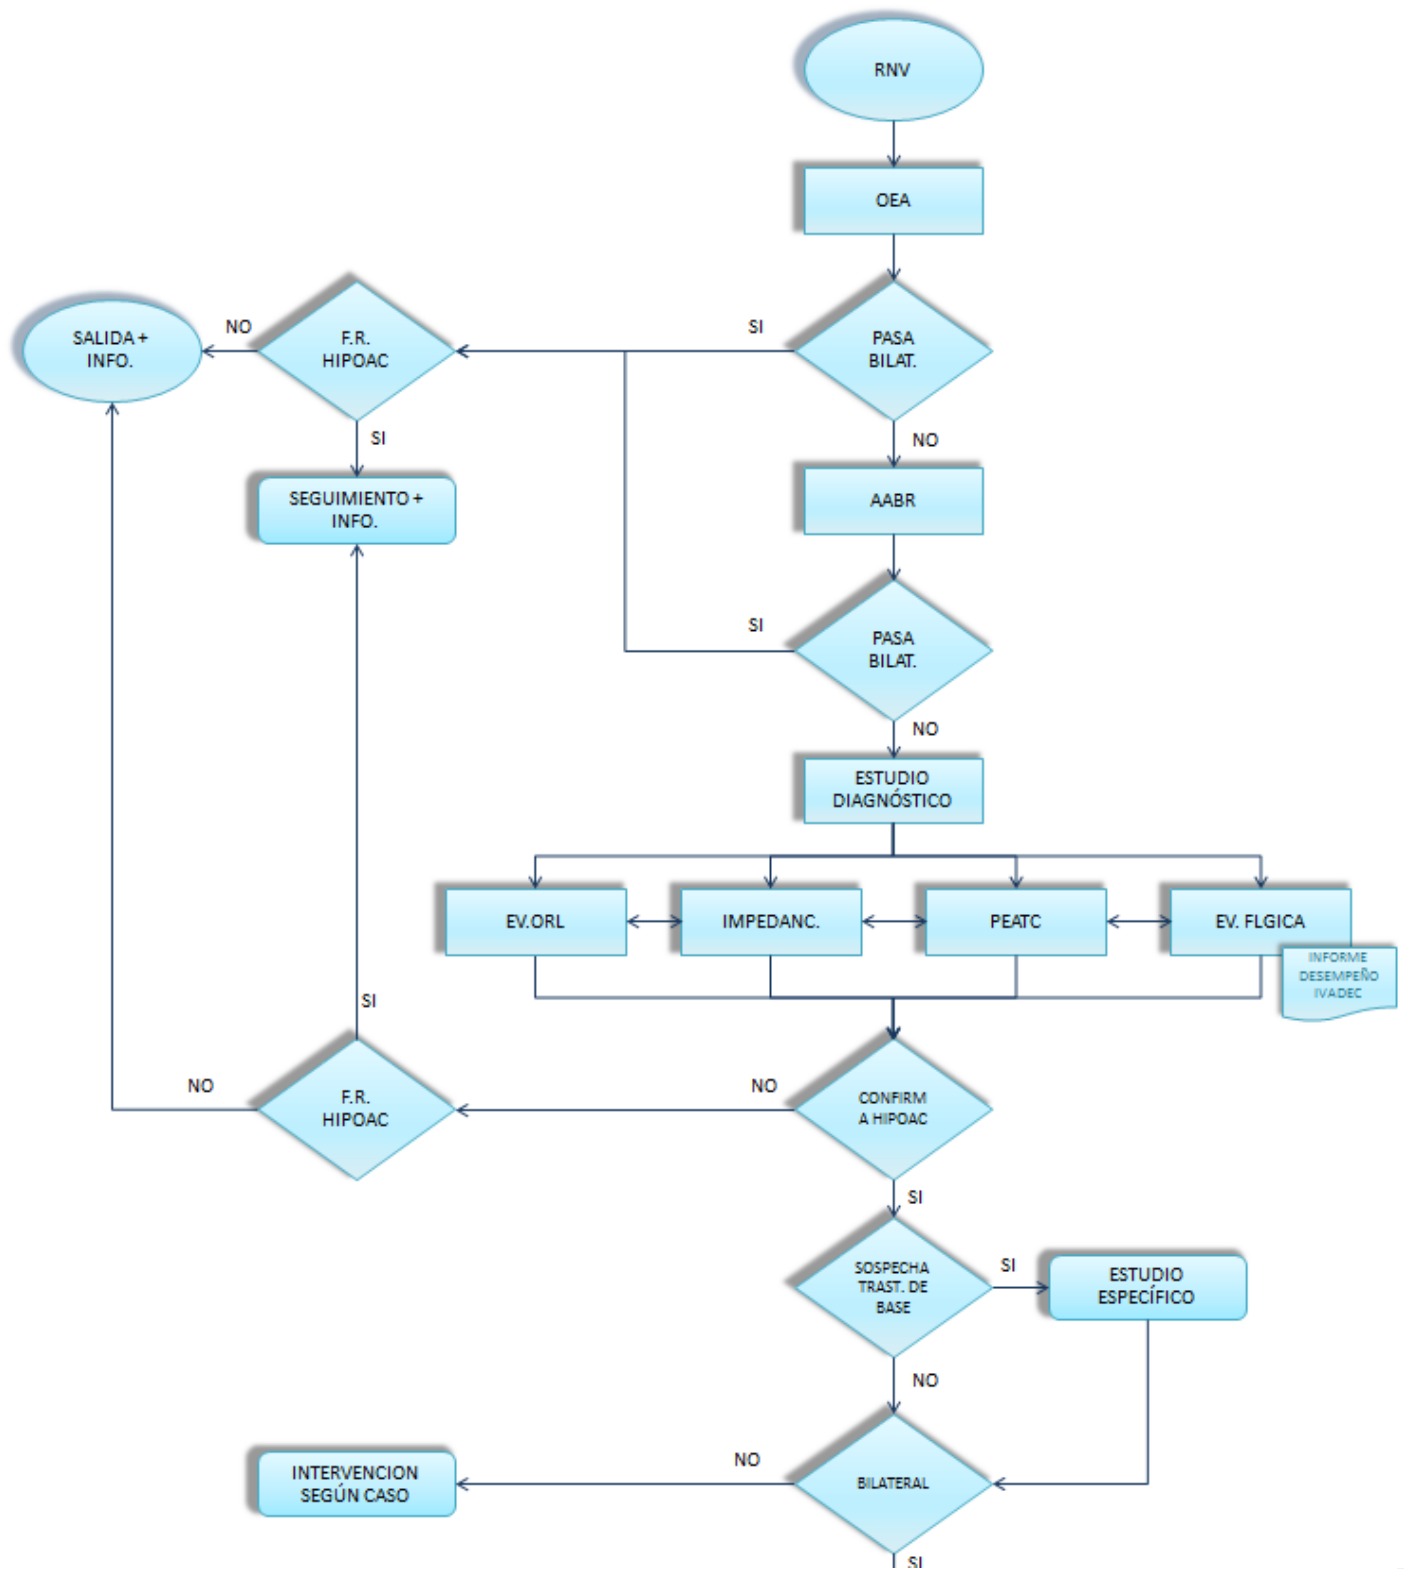 RNV
OEA
PASA
BILAT.
SI
F.R.
HIPOAC
NO
SALIDA +
INFO.
SI
SEGUIMIENTO +
INFO.
NO
AABR
PASA
BILAT.
SI
NO
ESTUDIO
DIAGNÓSTICO
EV.ORL
IMPEDANC.
PEATC
EV. FLGICA
INFORME
DESEMPEÑO
IVADEC
CONFIRM
A HIPOAC
NO
F.R.
HIPOAC
SI
NO
SI
SOSPECHA
TRAST. DE
BASE
SI
ESTUDIO
ESPECÍFICO
NO
BILATERAL
NO
INTERVENCION
SEGÚN CASO
SI